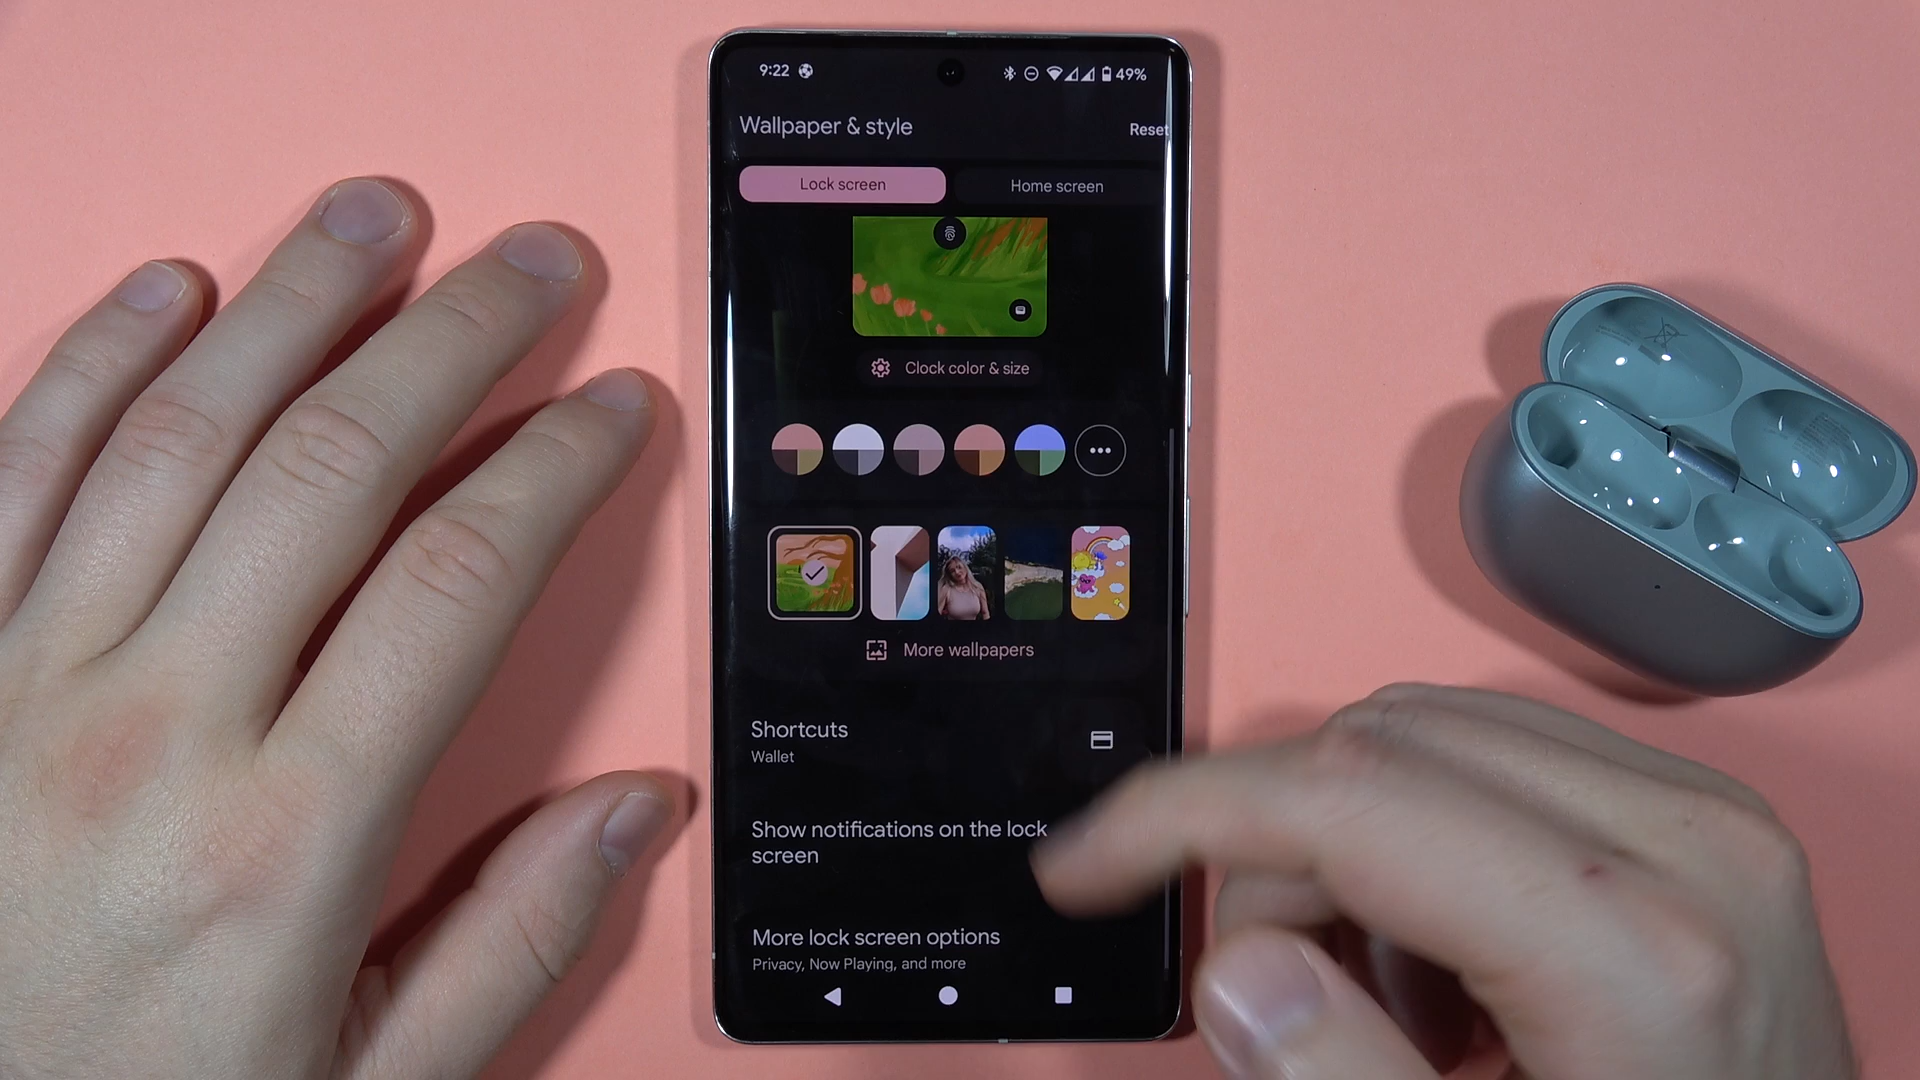 9:22
49%
Wallpaper & style
Reset
Lock screen
Home screen
Clock color & size
More wallpapers
Shortcuts
Wallet
Show notifications on the lock
screen
More lock screen options
Privacy, Now Playing, and more